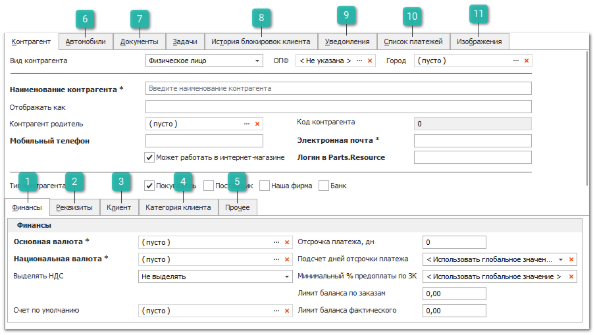 6 7 8 9 10 11
Контрагент Автомобили Документы Задачи История блокировок клиента Уведомления Список платежей Изображения
Вид контрагента Физическое лицо ОПФ < Не указана > ··· × Город ( пусто ) ··· ×
Наименование контрагента * Введите наименование контрагента
Отображать как
Контрагент родитель ( пусто ) ··· × Код контрагента 0
Мобильный телефон Электронная почта *
Может работать в интернет-магазине Логин в Parts.Resource
Наша фирма Банк
1 2 3 4 5
Финансы Реквизиты Клиент Категория клиента Прочее
Финансы
Основная валюта * ( пусто ) ··· × Отсрочка платежа, дн 0
Национальная валюта * ( пусто ) ··· × Подсчет дней отсрочки платежа < Использовать глобальное значен... ×
Выделять НДС Не выделять Минимальный % предоплаты по ЗК < Использовать глобальное значение > ×
Лимит баланса по заказам 0,00
Счет по умолчанию ( пусто ) ··· × Лимит баланса фактического 0,00